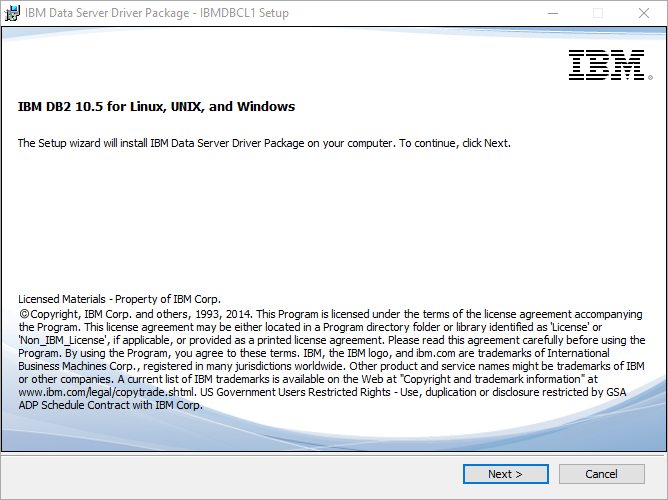 IBM Data Server Driver Package - IBMDBCL1 Setup
IBM®
IBM DB2 10.5 for Linux, UNIX, and Windows
The Setup wizard will install IBM Data Server Driver Package on your computer. To continue, click Next.
Licensed Materials - Property of IBM Corp.
©Copyright, IBM Corp. and others, 1993, 2014. This Program is licensed under the terms of the license agreement accompanying
the Program. This license agreement may be either located in a Program directory folder or library identified as 'License' or
'Non_IBM_License', if applicable, or provided as a printed license agreement. Please read this agreement carefully before using the
Program. By using the Program, you agree to these terms. IBM, the IBM logo, and ibm.com are trademarks of International
Business Machines Corp., registered in many jurisdictions worldwide. Other product and service names might be trademarks of IBM
or other companies. A current list of IBM trademarks is available on the Web at "Copyright and trademark information" at
www.ibm.com/legal/copytrade.shtml. US Government Users Restricted Rights - Use, duplication or disclosure restricted by GSA
ADP Schedule Contract with IBM Corp.
Next >
Cancel